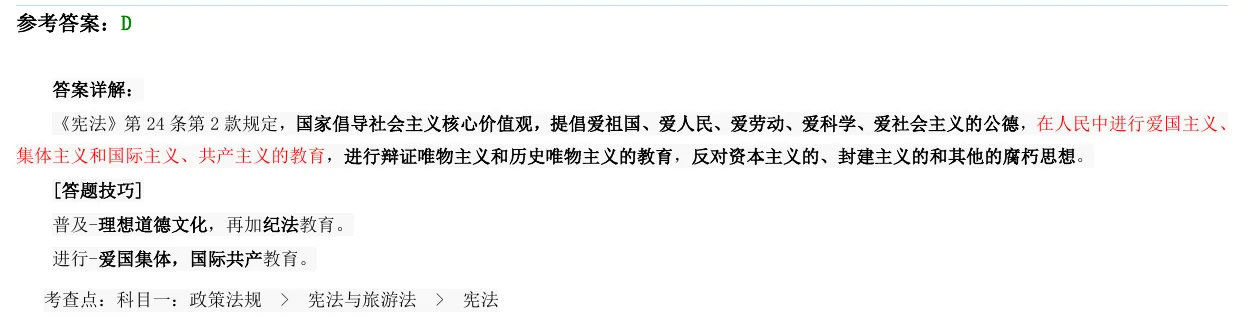 参考答案：D
答案详解：
《宪法》第 24 条第 2 款规定，国家倡导社会主义核心价值观，提倡爱祖国、爱人民、爱劳动、爱科学、爱社会主义的公德，在人民中进行爱国主义、
集体主义和国际主义、共产主义的教育，进行辩证唯物主义和历史唯物主义的教育，反对资本主义的、封建主义的和其他的腐朽思想。
[答题技巧]
普及-理想道德文化，再加纪法教育。
进行-爱国集体，国际共产教育。
考查点：科目一：政策法规 > 宪法与旅游法 > 宪法